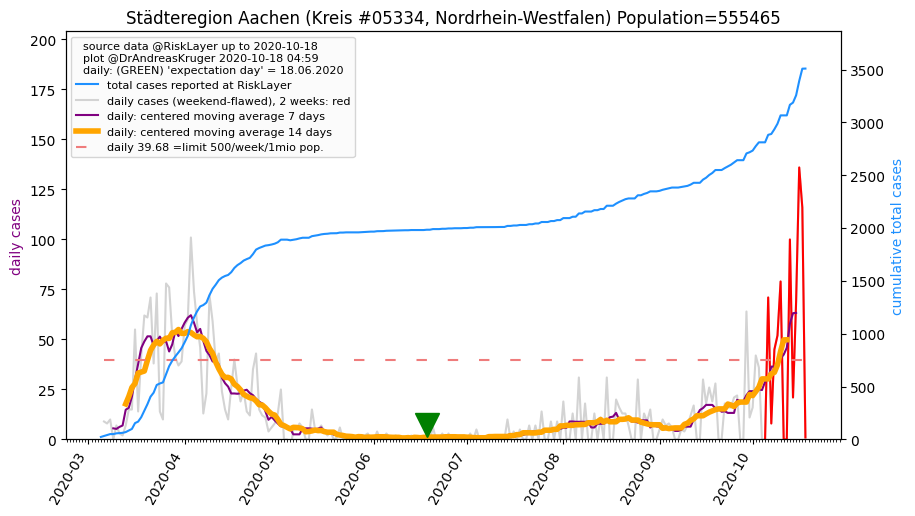 Städteregion Aachen (Kreis #05334, Nordrhein-Westfalen) Population=555465
source data @RiskLayer up to 2020-10-18
plot @DrAndreasKruger 2020-10-18 04:59
daily: (GREEN) 'expectation day' = 18.06.2020
total cases reported at RiskLayer
daily cases (weekend-flawed), 2 weeks: red
daily: centered moving average 7 days
daily: centered moving average 14 days
daily 39.68 =limit 500/week/1mio pop.
daily cases
200
175
150
125
100
75
50
25
0
3500
3000
2500
2000
1500
1000
500
0
cumulative total cases
2020-03
2020-04
2020-05
2020-06
2020-07
2020-08
2020-09
2020-10